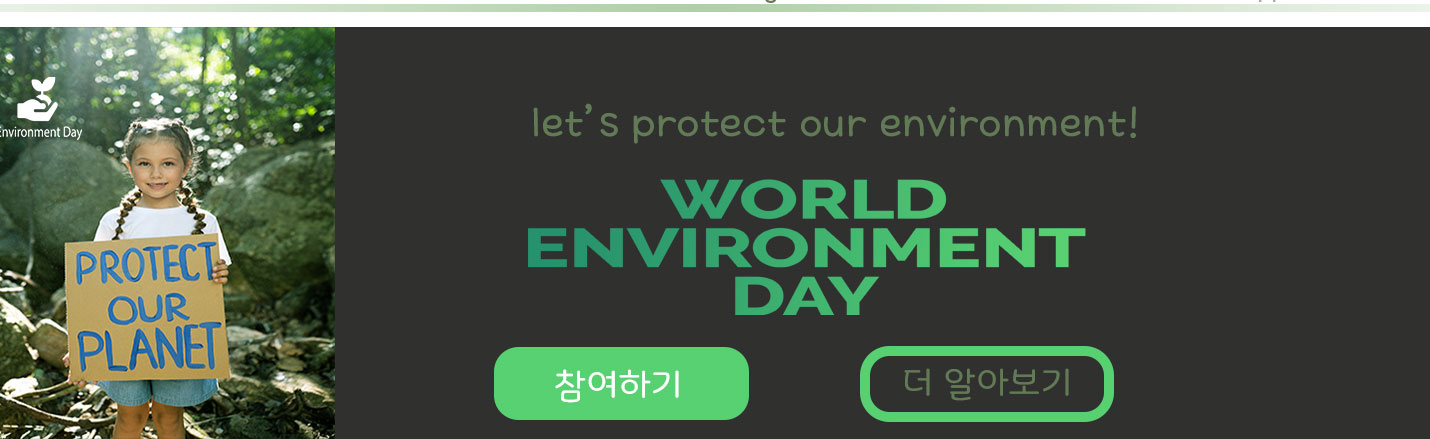 Environment Day
PROTECT
OUR
PLANET
let's protect our environment!
WORLD
ENVIRONMENT
DAY
참여하기
더 알아보기